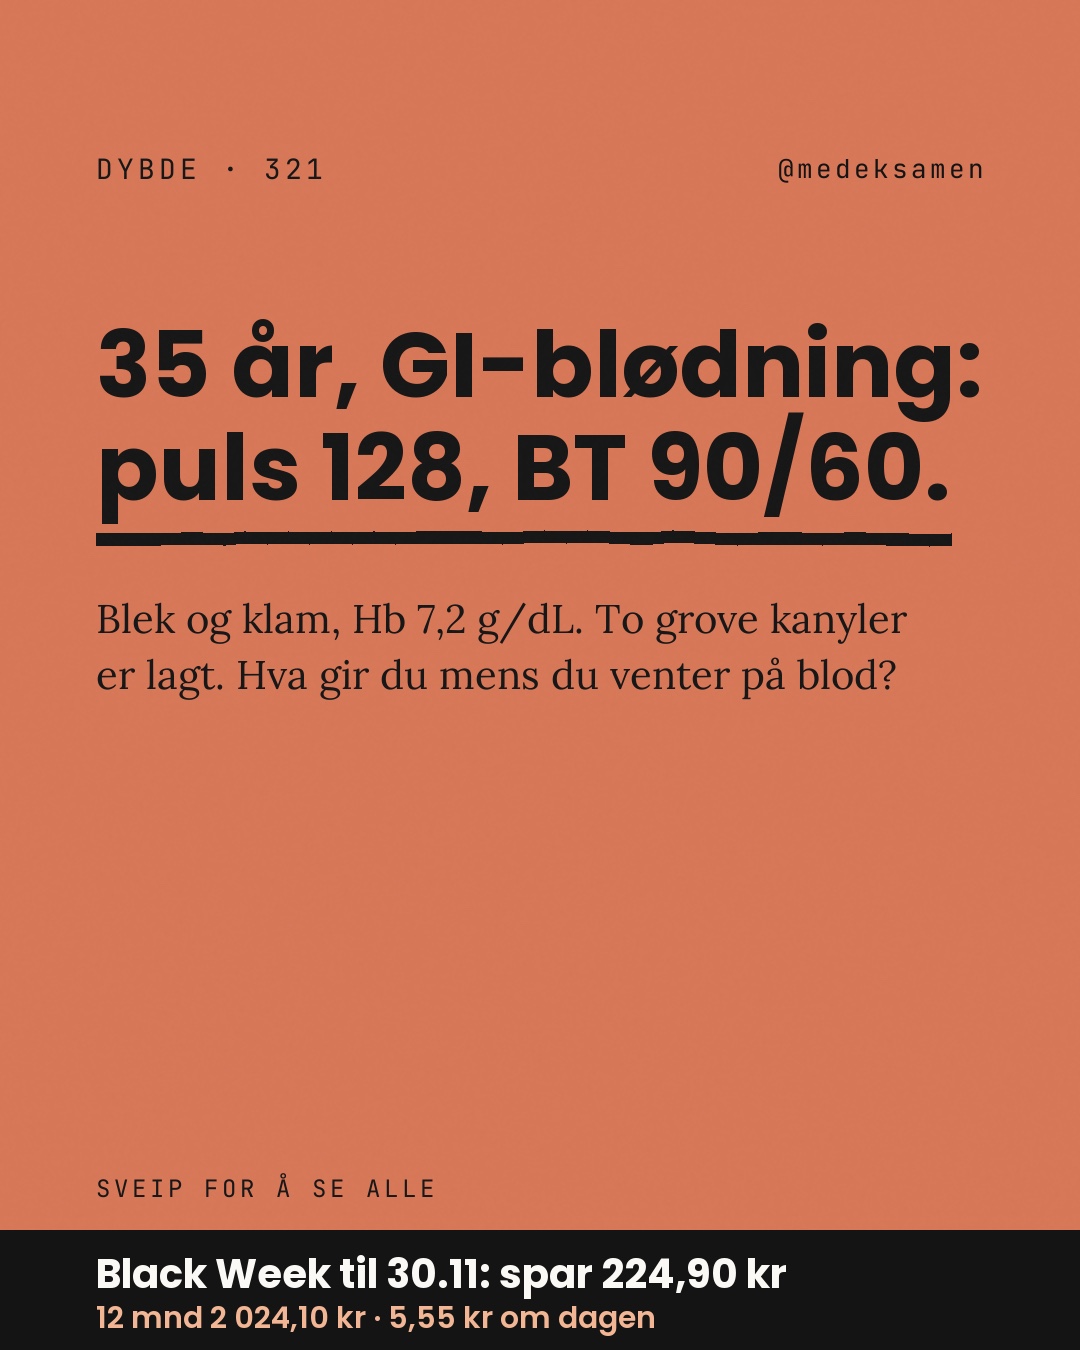 DYBDE · 321
@medeksamen
35 år, GI-blødning:
puls 128, BT 90/60.
Blek og klam, Hb 7,2 g/dL. To grove kanyler
er lagt. Hva gir du mens du venter på blod?
SVEIP FOR Å SE ALLE
Black Week til 30.11: spar 224,90 kr
12 mnd 2 024,10 kr · 5,55 kr om dagen